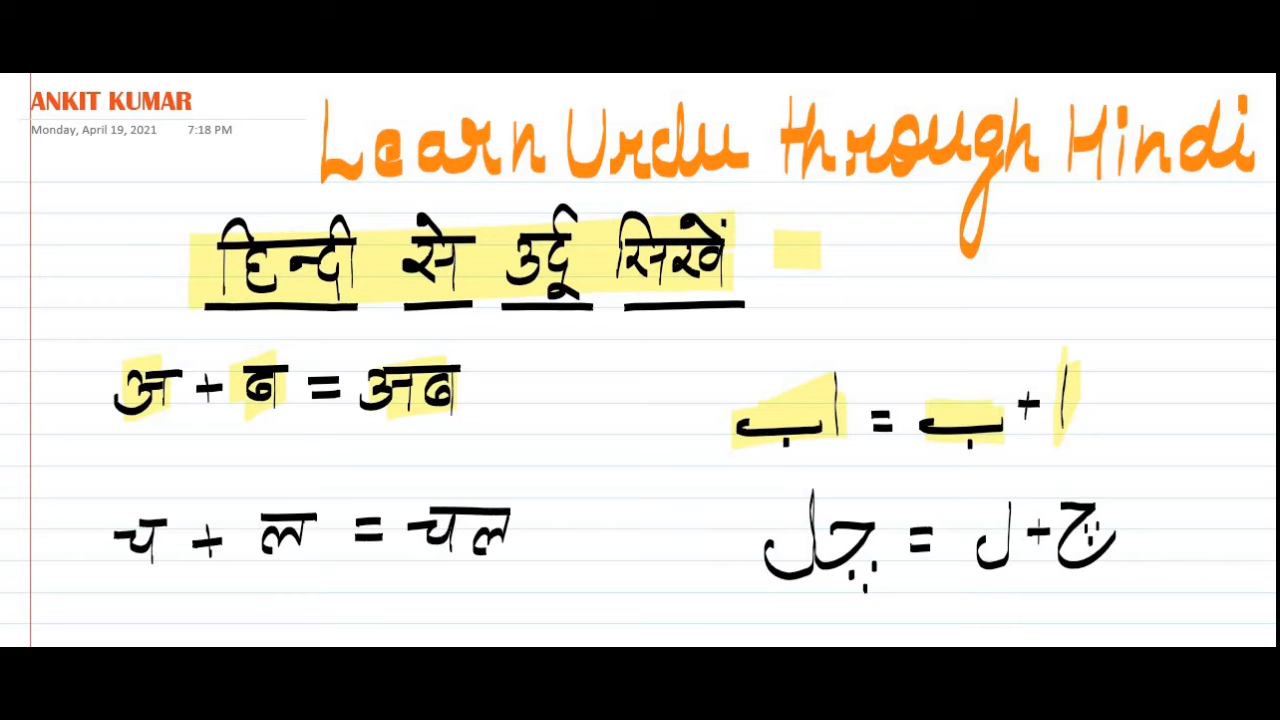 ANKIT KUMAR
Monday, April 19, 2021 7:18 PM
Learn Urdu through Hindi
हिन्दी से उर्दू सिखें
अ + ब = अब
ا + ب = اب
च + ल = चल
چ + ل = چل